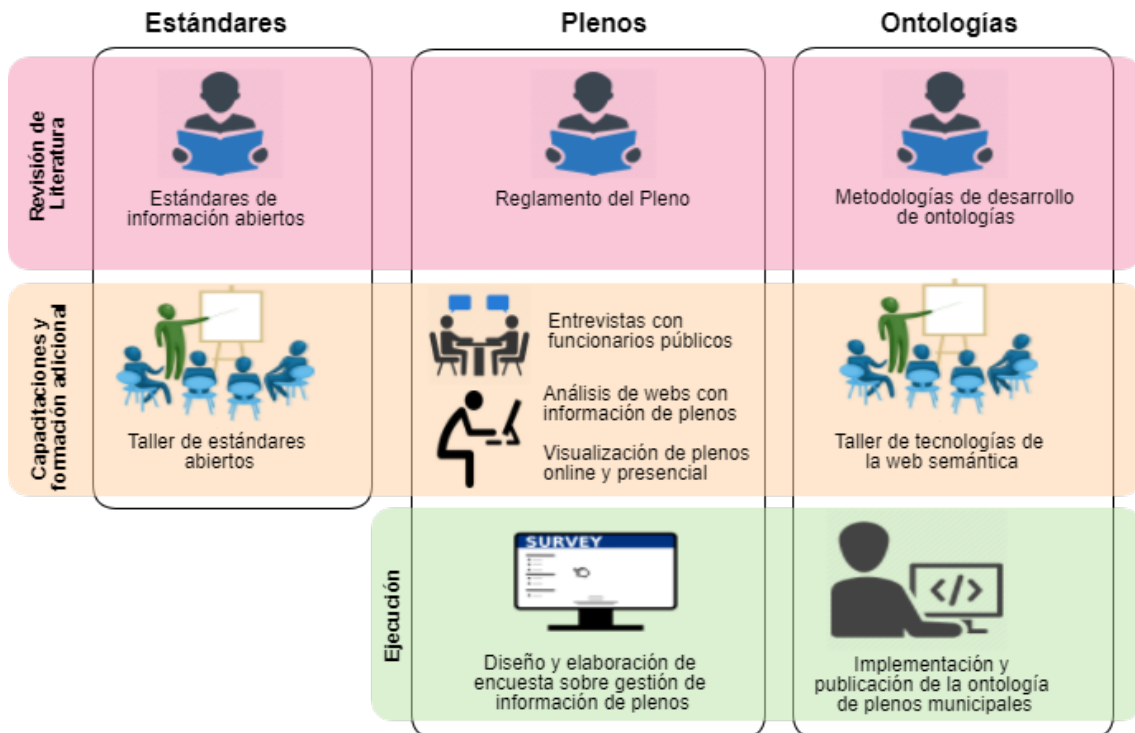 Estándares
Plenos
Ontologías
Revisión de
Literatura
Estándares de
información abiertos
Reglamento del Pleno
Metodologías de desarrollo
de ontologías
Capacitaciones y
formación adicional
Taller de estándares
abiertos
Entrevistas con
funcionarios públicos
Análisis de webs con
información de plenos
Visualización de plenos
online y presencial
Taller de tecnologías de
la web semántica
Ejecución
SURVEY
Diseño y elaboración de
encuesta sobre gestión de
información de plenos
</>
Implementación y
publicación de la ontología
de plenos municipales